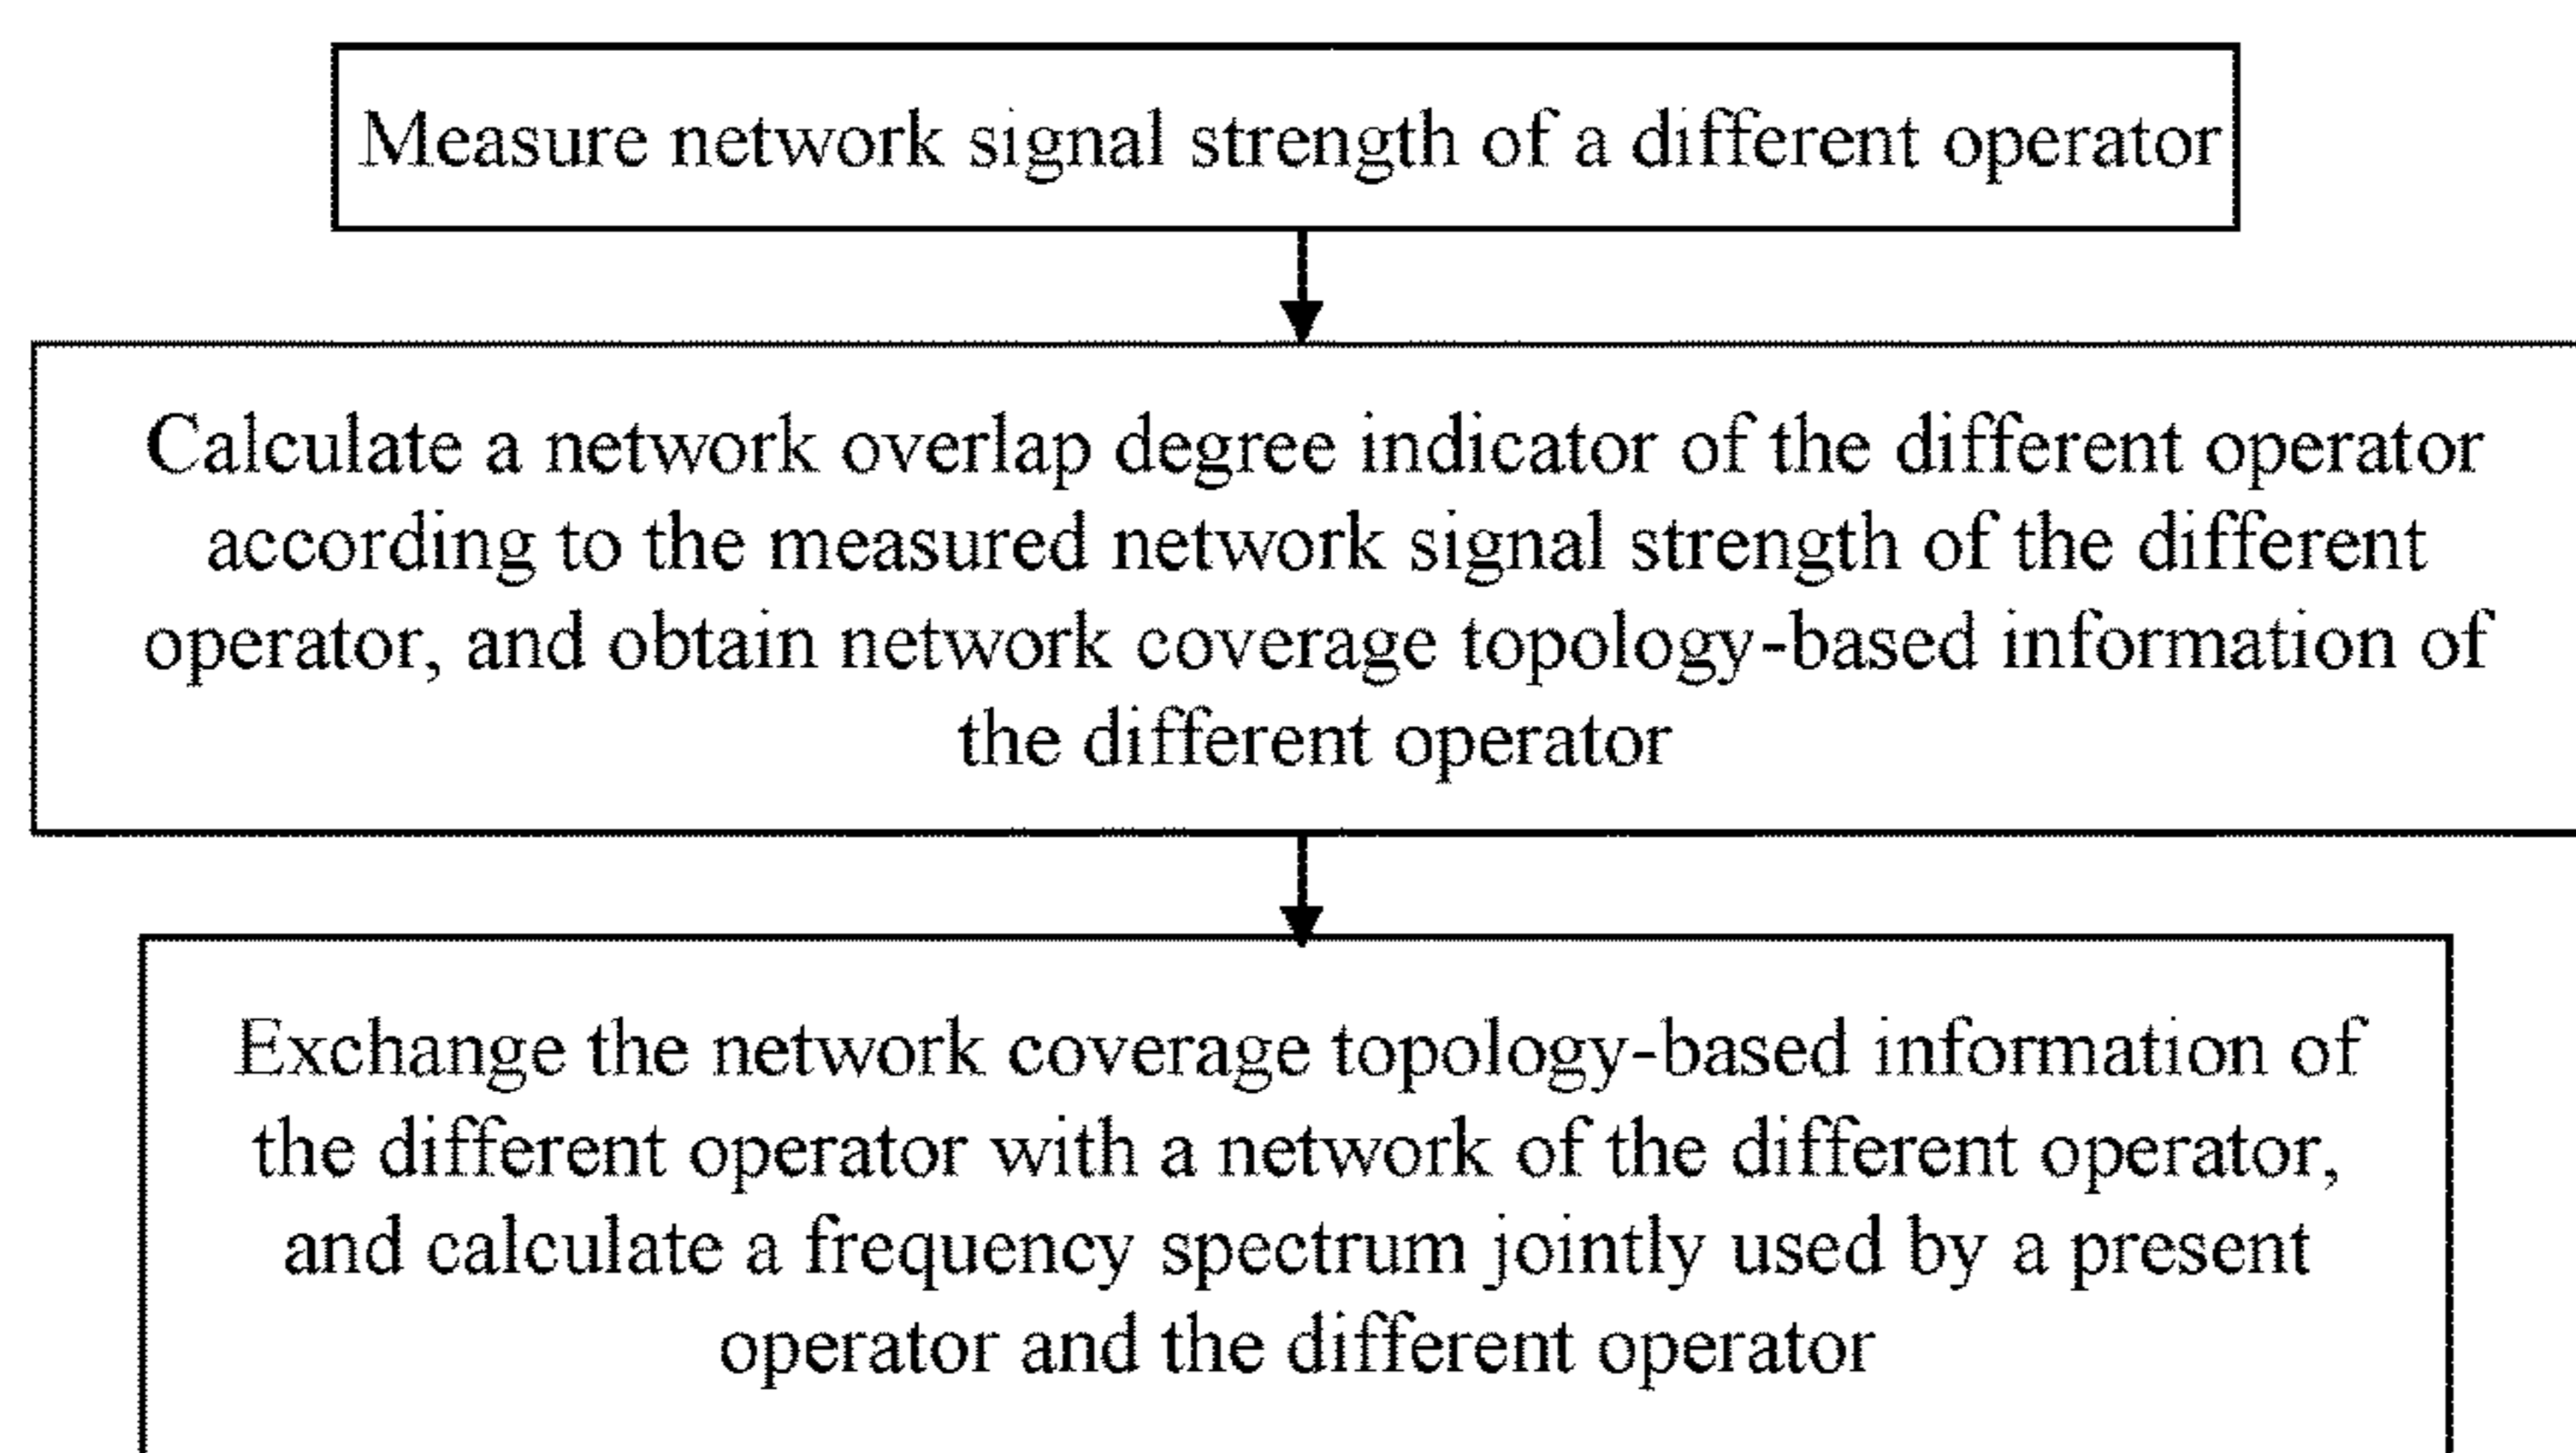 Measure network signal strength of a different operator
Calculate a network overlap degree indicator of the different operator
according to the measured network signal strength of the different
operator, and obtain network coverage topology-based information of
the different operator
Exchange the network coverage topology-based information of
the different operator with a network of the different operator,
and calculate a frequency spectrum jointly used by a present
operator and the different operator